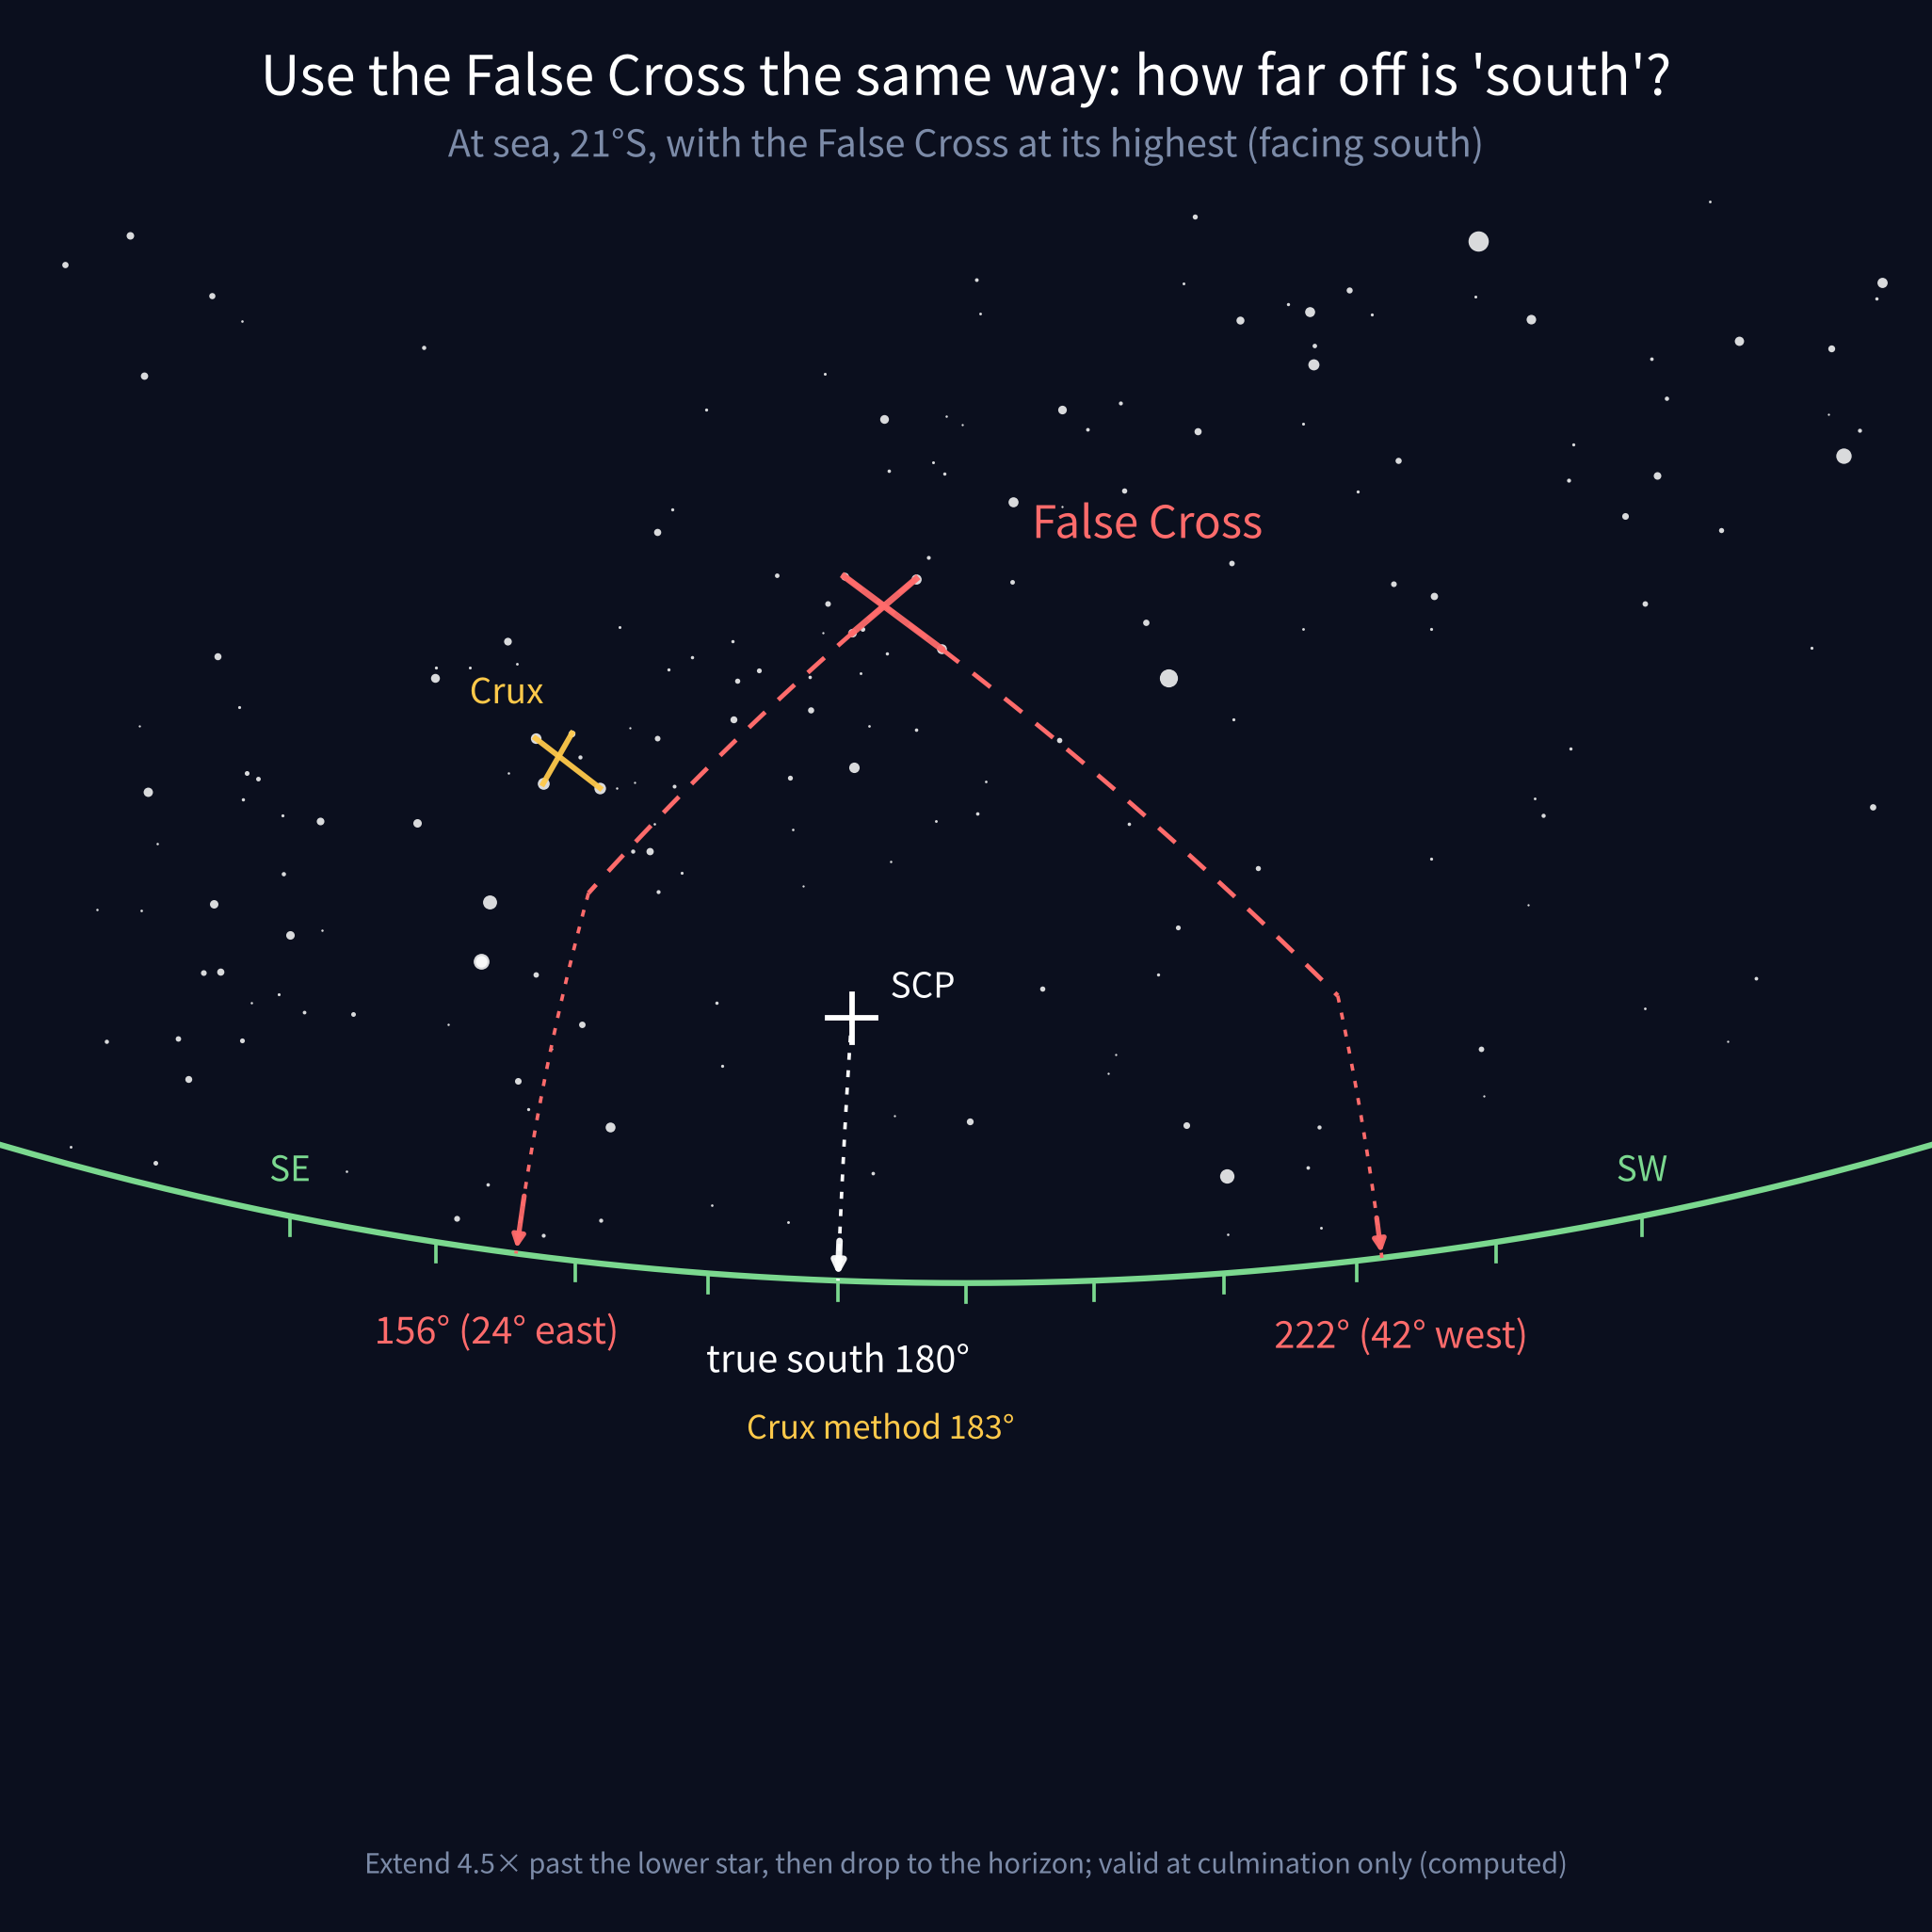 Use the False Cross the same way: how far off is 'south'?
At sea, 21°S, with the False Cross at its highest (facing south)
False Cross
Crux
SCP
SE
SW
156° (24° east)
222° (42° west)
true south 180°
Crux method 183°
Extend 4.5× past the lower star, then drop to the horizon; valid at culmination only (computed)